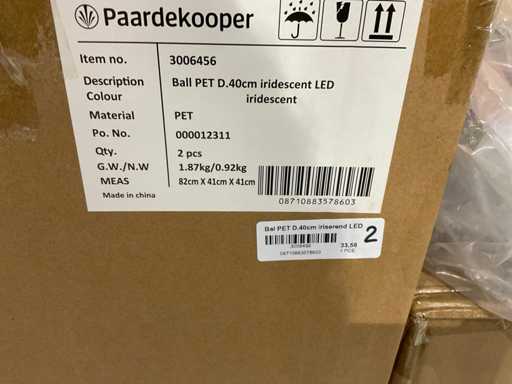 Paardekooper
Item no. 3006456
Description Ball PET D.40cm iridescent LED
Colour iridescent
Material PET
Po. No. 000012311
Qty. 2 pcs
G.W./N.W 1.87kg/0.92kg
MEAS 82cm X 41cm X 41cm
Made in china
08710883578603
Bal PET D.40cm iriserend LED
3006456 33,58
08710883578603 1 PCE
2